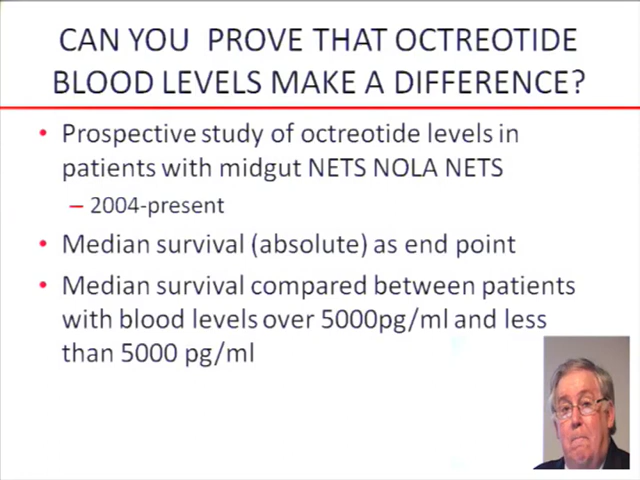 CAN YOU PROVE THAT OCTREOTIDE
BLOOD LEVELS MAKE A DIFFERENCE?
• Prospective study of octreotide levels in
patients with midgut NETS NOLA NETS
– 2004-present
• Median survival (absolute) as end point
• Median survival compared between patients
with blood levels over 5000pg/ml and less
than 5000 pg/ml